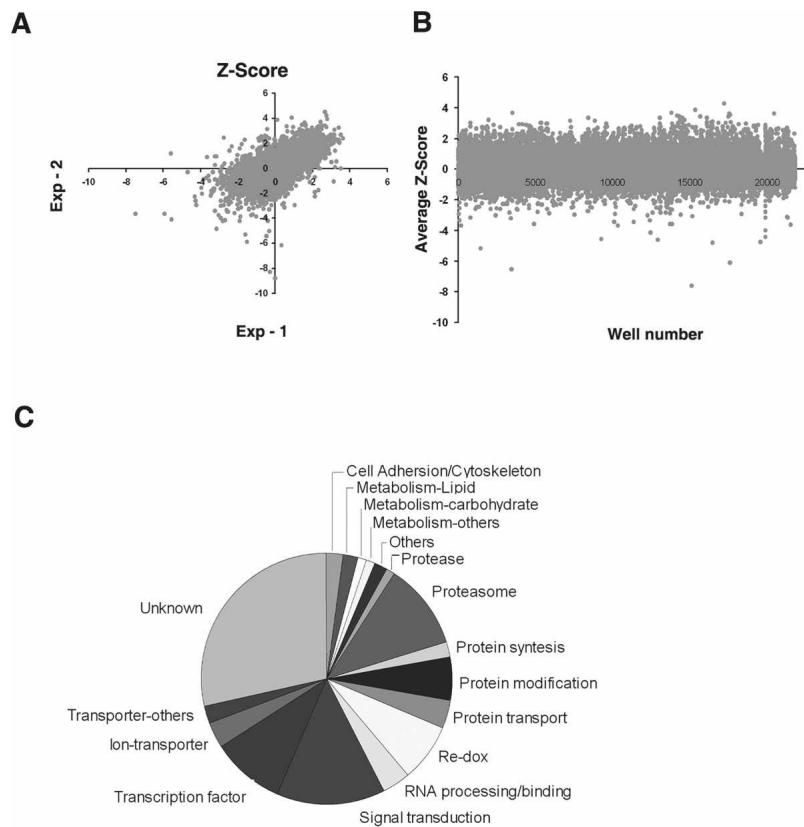 A
B
Z-Score
6
4
2
0
-2
-4
-6
-8
-10
-10 -8 -6 -4 -2 0 -2 -4 6
Exp - 2
Exp - 1
6
4
2
0
-2
-4
-6
-8
-10
0 5000 10000 15000 20000
Average Z-Score
Well number
C
Cell Adhersion/Cytoskeleton
Metabolism-Lipid
Metabolism-carbohydrate
Metabolism-others
Others
Protease
Proteasome
Protein syntesis
Protein modification
Protein transport
Re-dox
RNA processing/binding
Signal transduction
Transcription factor
Ion-transporter
Transporter-others
Unknown